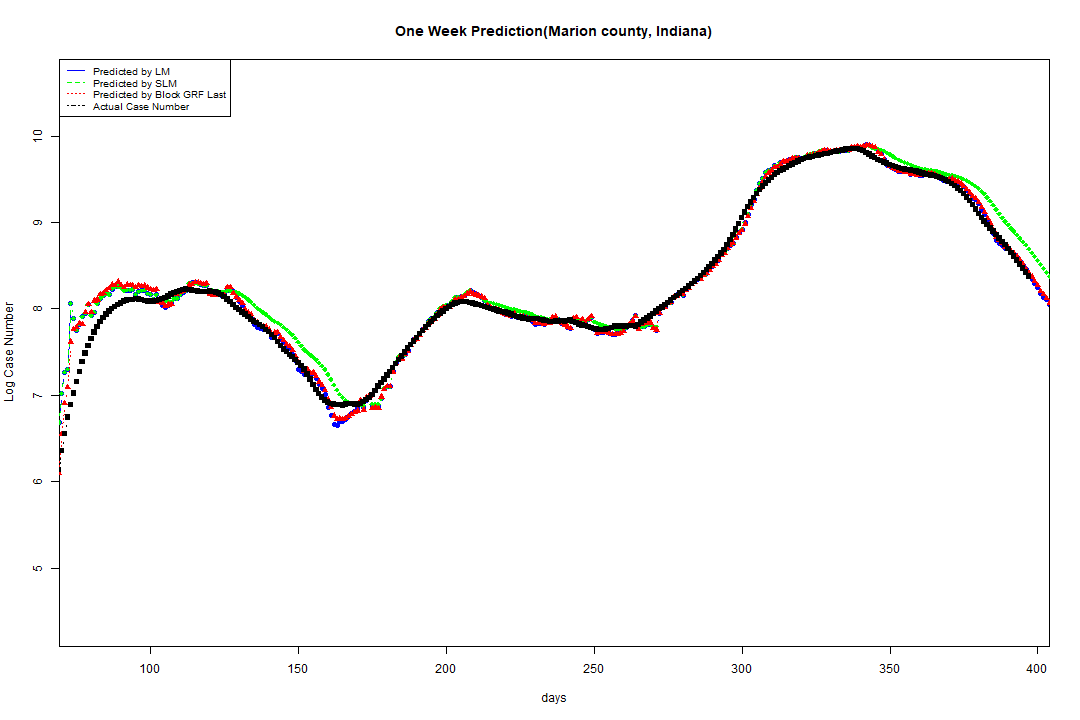 One Week Prediction(Marion county, Indiana)
Predicted by LM
Predicted by SLM
Predicted by Block GRF Last
Actual Case Number
10
9
8
7
6
5
Log Case Number
100 150 200 250 300 350 400
days